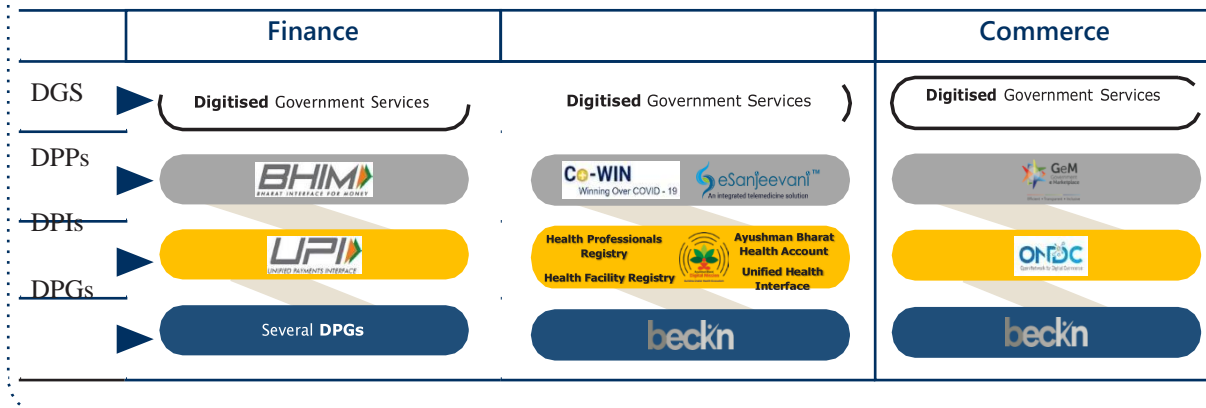 Finance
Commerce
DGS
Digitised Government Services
Digitised Government Services
Digitised Government Services
DPPs
BHIM
BHARAT INTERFACE FOR MONEY
Co-WIN
Winning Over COVID - 19
eSanjeevani™
An integrated telemedicine solution
GeM
Government
e-Marketplace
DPIs
UPI
UNIFIED PAYMENTS INTERFACE
Health Professionals
Registry
Health Facility Registry
Ayushman Bharat
Health Account
Unified Health
Interface
ONDC
Open Network for Digital Commerce
DPGs
Several DPGs
beckn
beckn